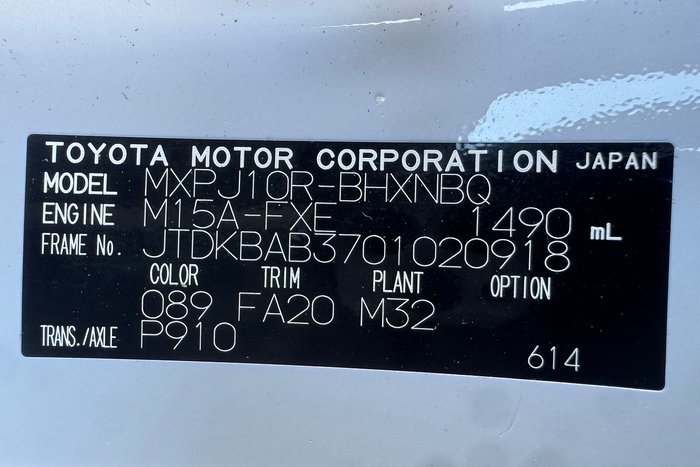 TOYOTA MOTOR CORPORATION JAPAN
MODEL MXPJ10R-BHXNBQ
ENGINE M15A-FXE 1490 mL
FRAME No. JTDKBAB3701020918
COLOR TRIM PLANT OPTION
089 FA20 M32
TRANS./AXLE P910
614